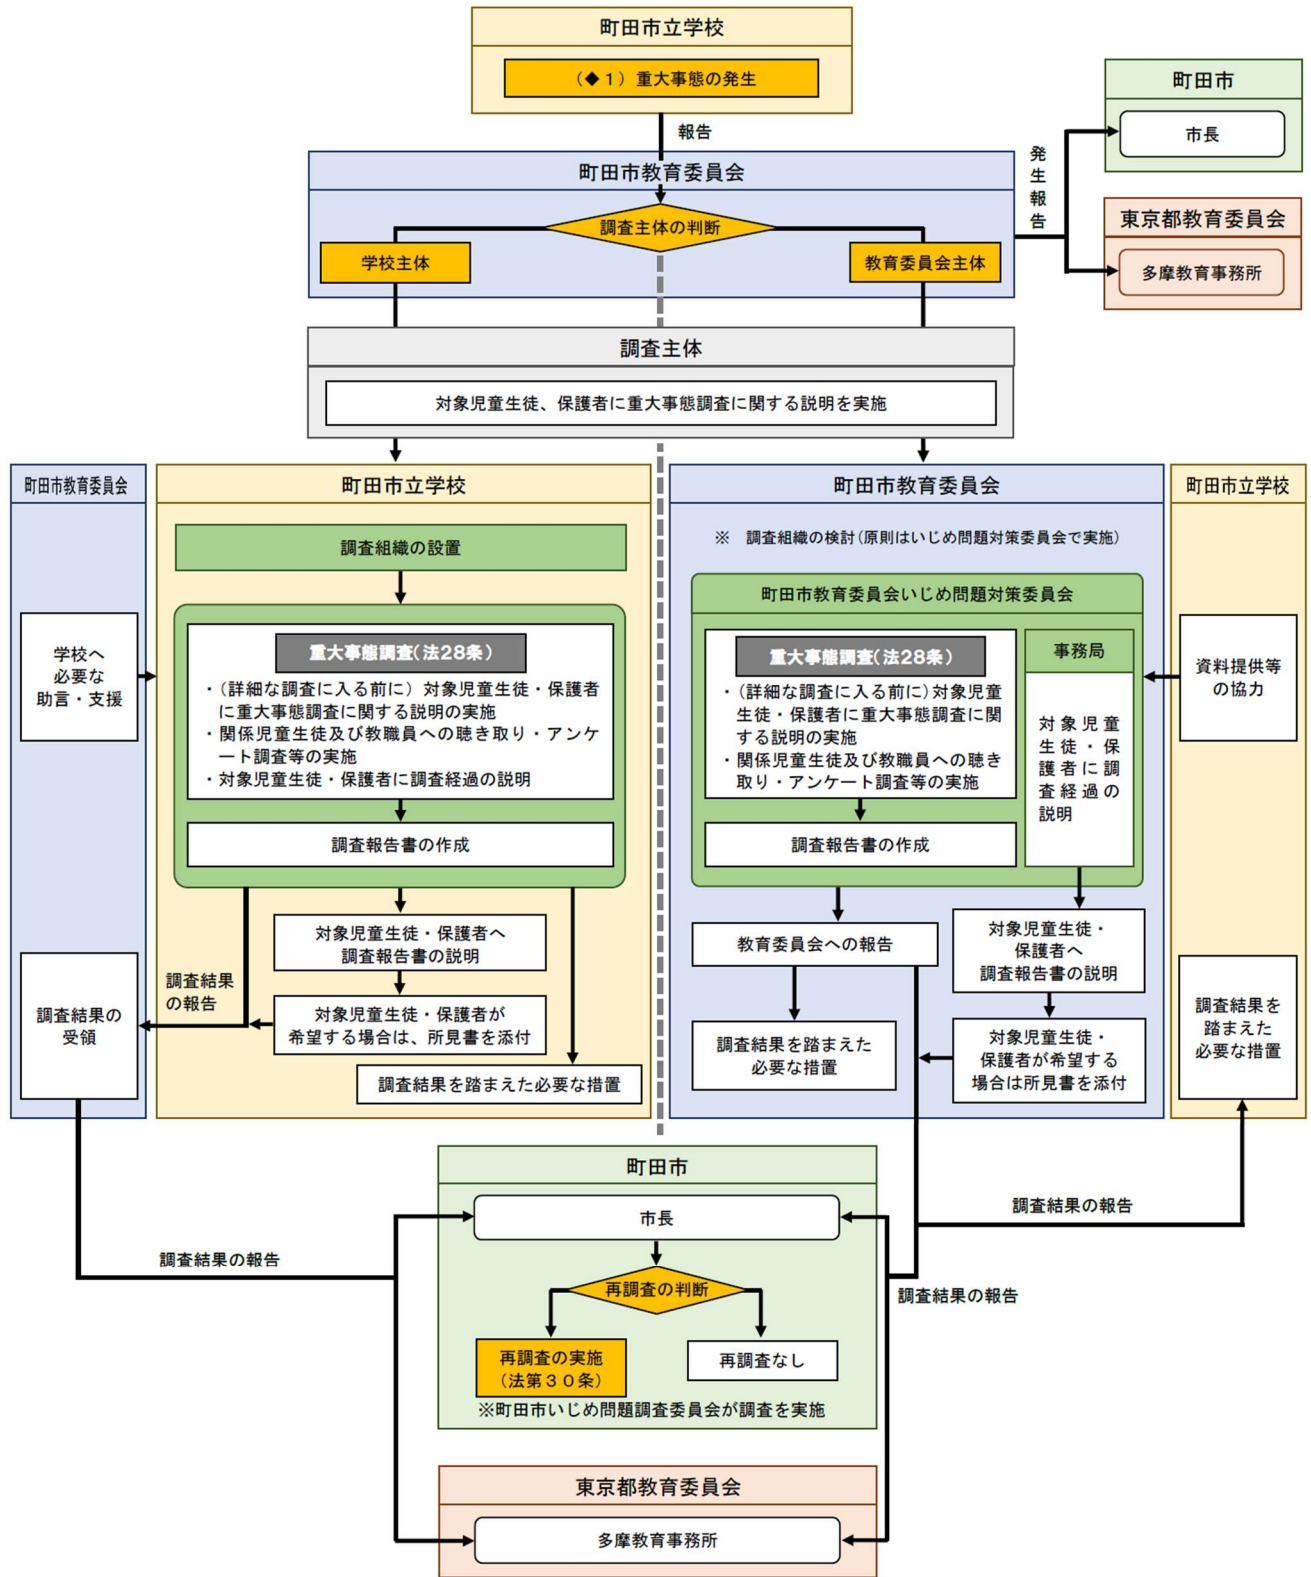 町田市立学校
（◆１）重大事態の発生
報告
町田市
市長
発生報告
東京都教育委員会
多摩教育事務所
町田市教育委員会
調査主体の判断
学校主体
教育委員会主体
調査主体
対象児童生徒、保護者に重大事態調査に関する説明を実施
町田市教育委員会
学校へ
必要な
助言・支援
調査結果の
受領
町田市立学校
調査組織の設置
重大事態調査（法28条）
・（詳細な調査に入る前に）対象児童生徒・保護者
に重大事態調査に関する説明の実施
・関係児童生徒及び教職員への聴き取り・アンケ
ート調査等の実施
・対象児童生徒・保護者に調査経過の説明
調査報告書の作成
対象児童生徒・保護者へ
調査報告書の説明
調査結果
の報告
対象児童生徒・保護者が
希望する場合は、所見書を添付
調査結果を踏まえた必要な措置
町田市教育委員会
※　調査組織の検討（原則はいじめ問題対策委員会で実施）
町田市教育委員会いじめ問題対策委員会
重大事態調査（法28条）
・（詳細な調査に入る前に）対象児童
生徒・保護者に重大事態調査に関
する説明の実施
・関係児童生徒及び教職員への聴き
取り・アンケート調査等の実施
調査報告書の作成
事務局
対象児童
生徒・保
護者に調
査経過の
説明
教育委員会への報告
対象児童生徒・
保護者へ
調査報告書の説明
調査結果を踏まえた
必要な措置
対象児童生徒・
保護者が希望する
場合は所見書を添付
町田市立学校
資料提供等
の協力
調査結果を
踏まえた
必要な措置
町田市
市長
調査結果の報告
調査結果の報告
再調査の判断
調査結果の報告
再調査の実施
（法第３０条）
再調査なし
※町田市いじめ問題調査委員会が調査を実施
東京都教育委員会
多摩教育事務所